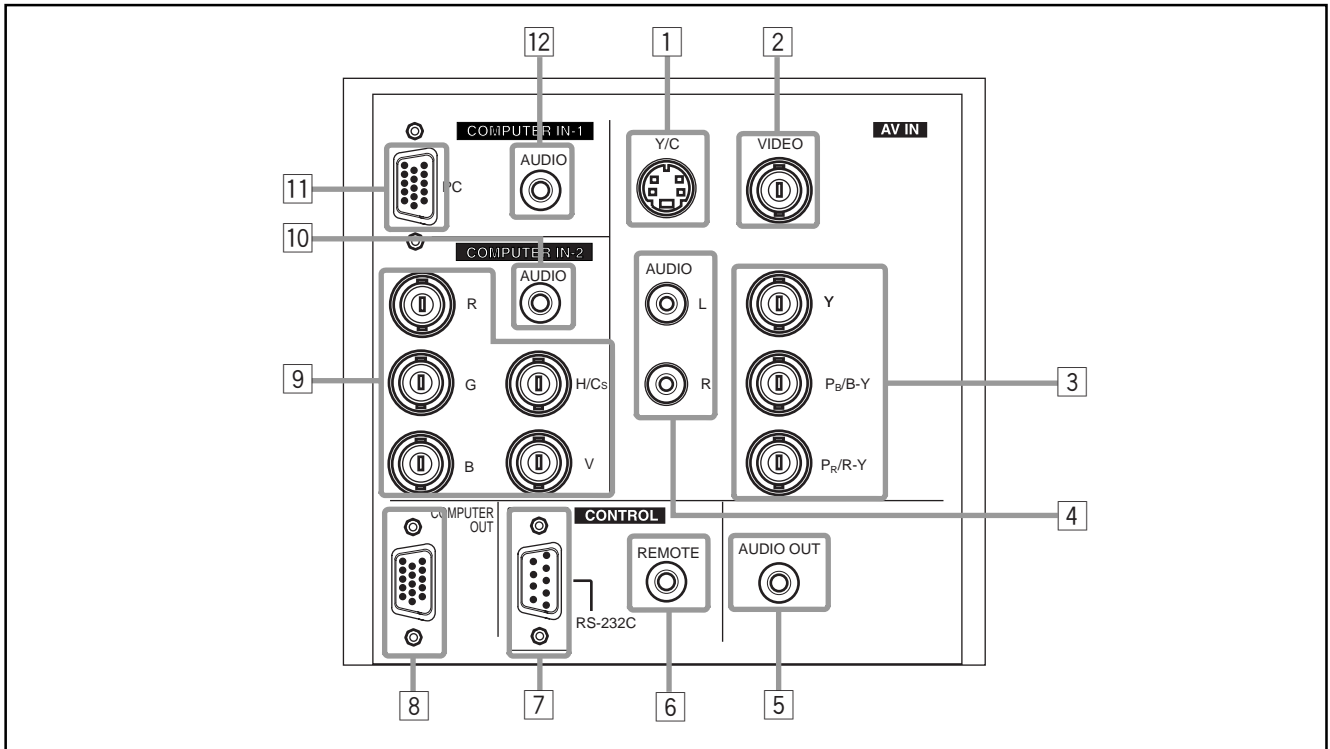 12
1
2
COMPUTER IN-1
AV IN
AUDIO
Y/C
VIDEO
11
PC
10
COMPUTER IN-2
AUDIO
AUDIO
R
L
Y
9
G
H/Cs
R
PB/B-Y
3
B
V
PR/R-Y
4
COMPUTER
OUT
CONTROL
REMOTE
AUDIO OUT
RS-232C
8
7
6
5